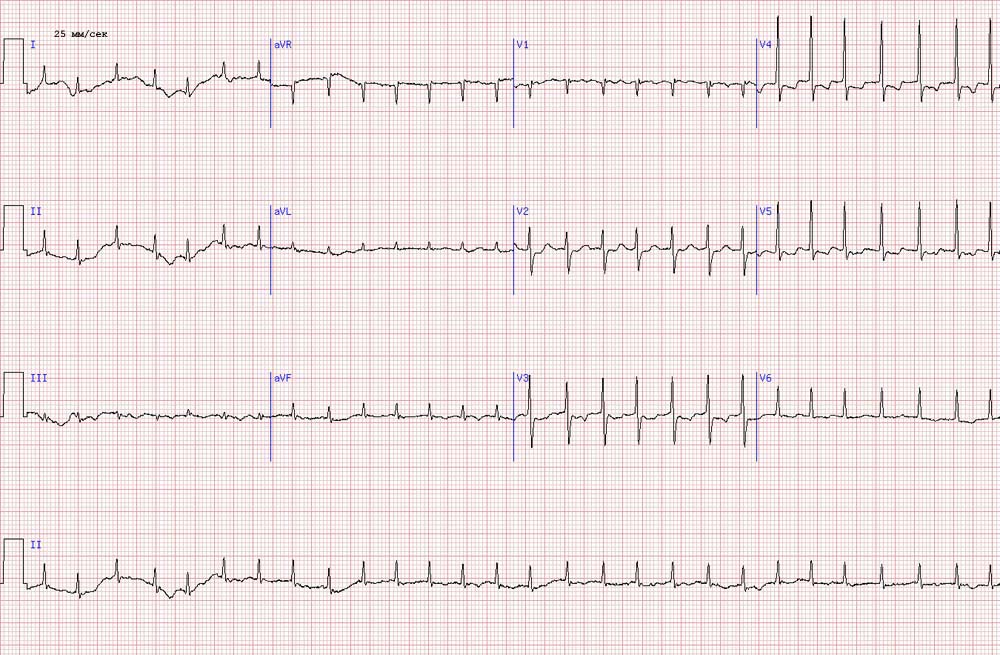 25 мм/сек
I aVR V1 V4
II aVL V2 V5
III aVF V3 V6
II